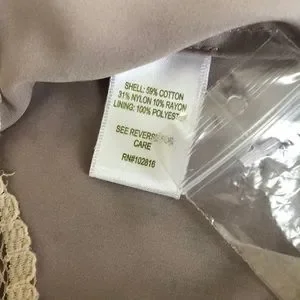 SHELL: 59% COTTON
31% NYLON 10% RAYON
LINING: 100% POLYESTER
SEE REVERSE FOR
CARE
RN#102816